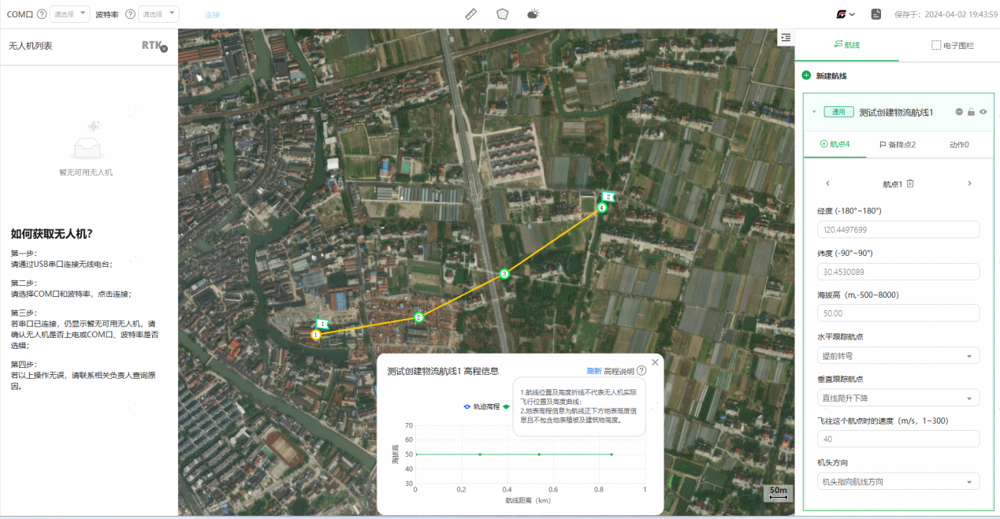 COM口 ? 请选择 波特率 ? 请选择 连接
保存于：2024-04-02 19:43:59
无人机列表
RTK
暂无可用无人机
如何获取无人机？
第一步：
请通过USB串口连接无线电台；
第二步：
请选择COM口和波特率，点击连接；
第三步：
若串口已连接，仍显示暂无可用无人机，请
确认无人机是否上电或COM口、波特率是否
选错；
第四步：
若以上操作无误，请联系相关负责人查询原
因。
2
4
3
2
1
1
50m
测试创建物流航线1 高程信息
刷新 高程说明 ?
1.航线位置及高度折线不代表无人机实际
飞行位置及高度曲线；
2.地表高程信息为航线正下方地表高度信
息且不包含地表植被及建筑物高度。
轨迹高程
海拔高
70
60
50
40
30
0 0.2 0.4 0.6 0.8 1
航线距离（km）
航线 电子围栏
新建航线
通用 测试创建物流航线1
航点4 备降点2 动作0
航点1
经度 (-180°~180°)
120.4497699
纬度 (-90°~90°)
30.4530089
海拔高（m,-500~8000）
50.00
水平跟踪航点
提前转弯
垂直跟踪航点
直线爬升下降
飞往这个航点时的速度（m/s，1~300）
40
机头方向
机头指向航线方向